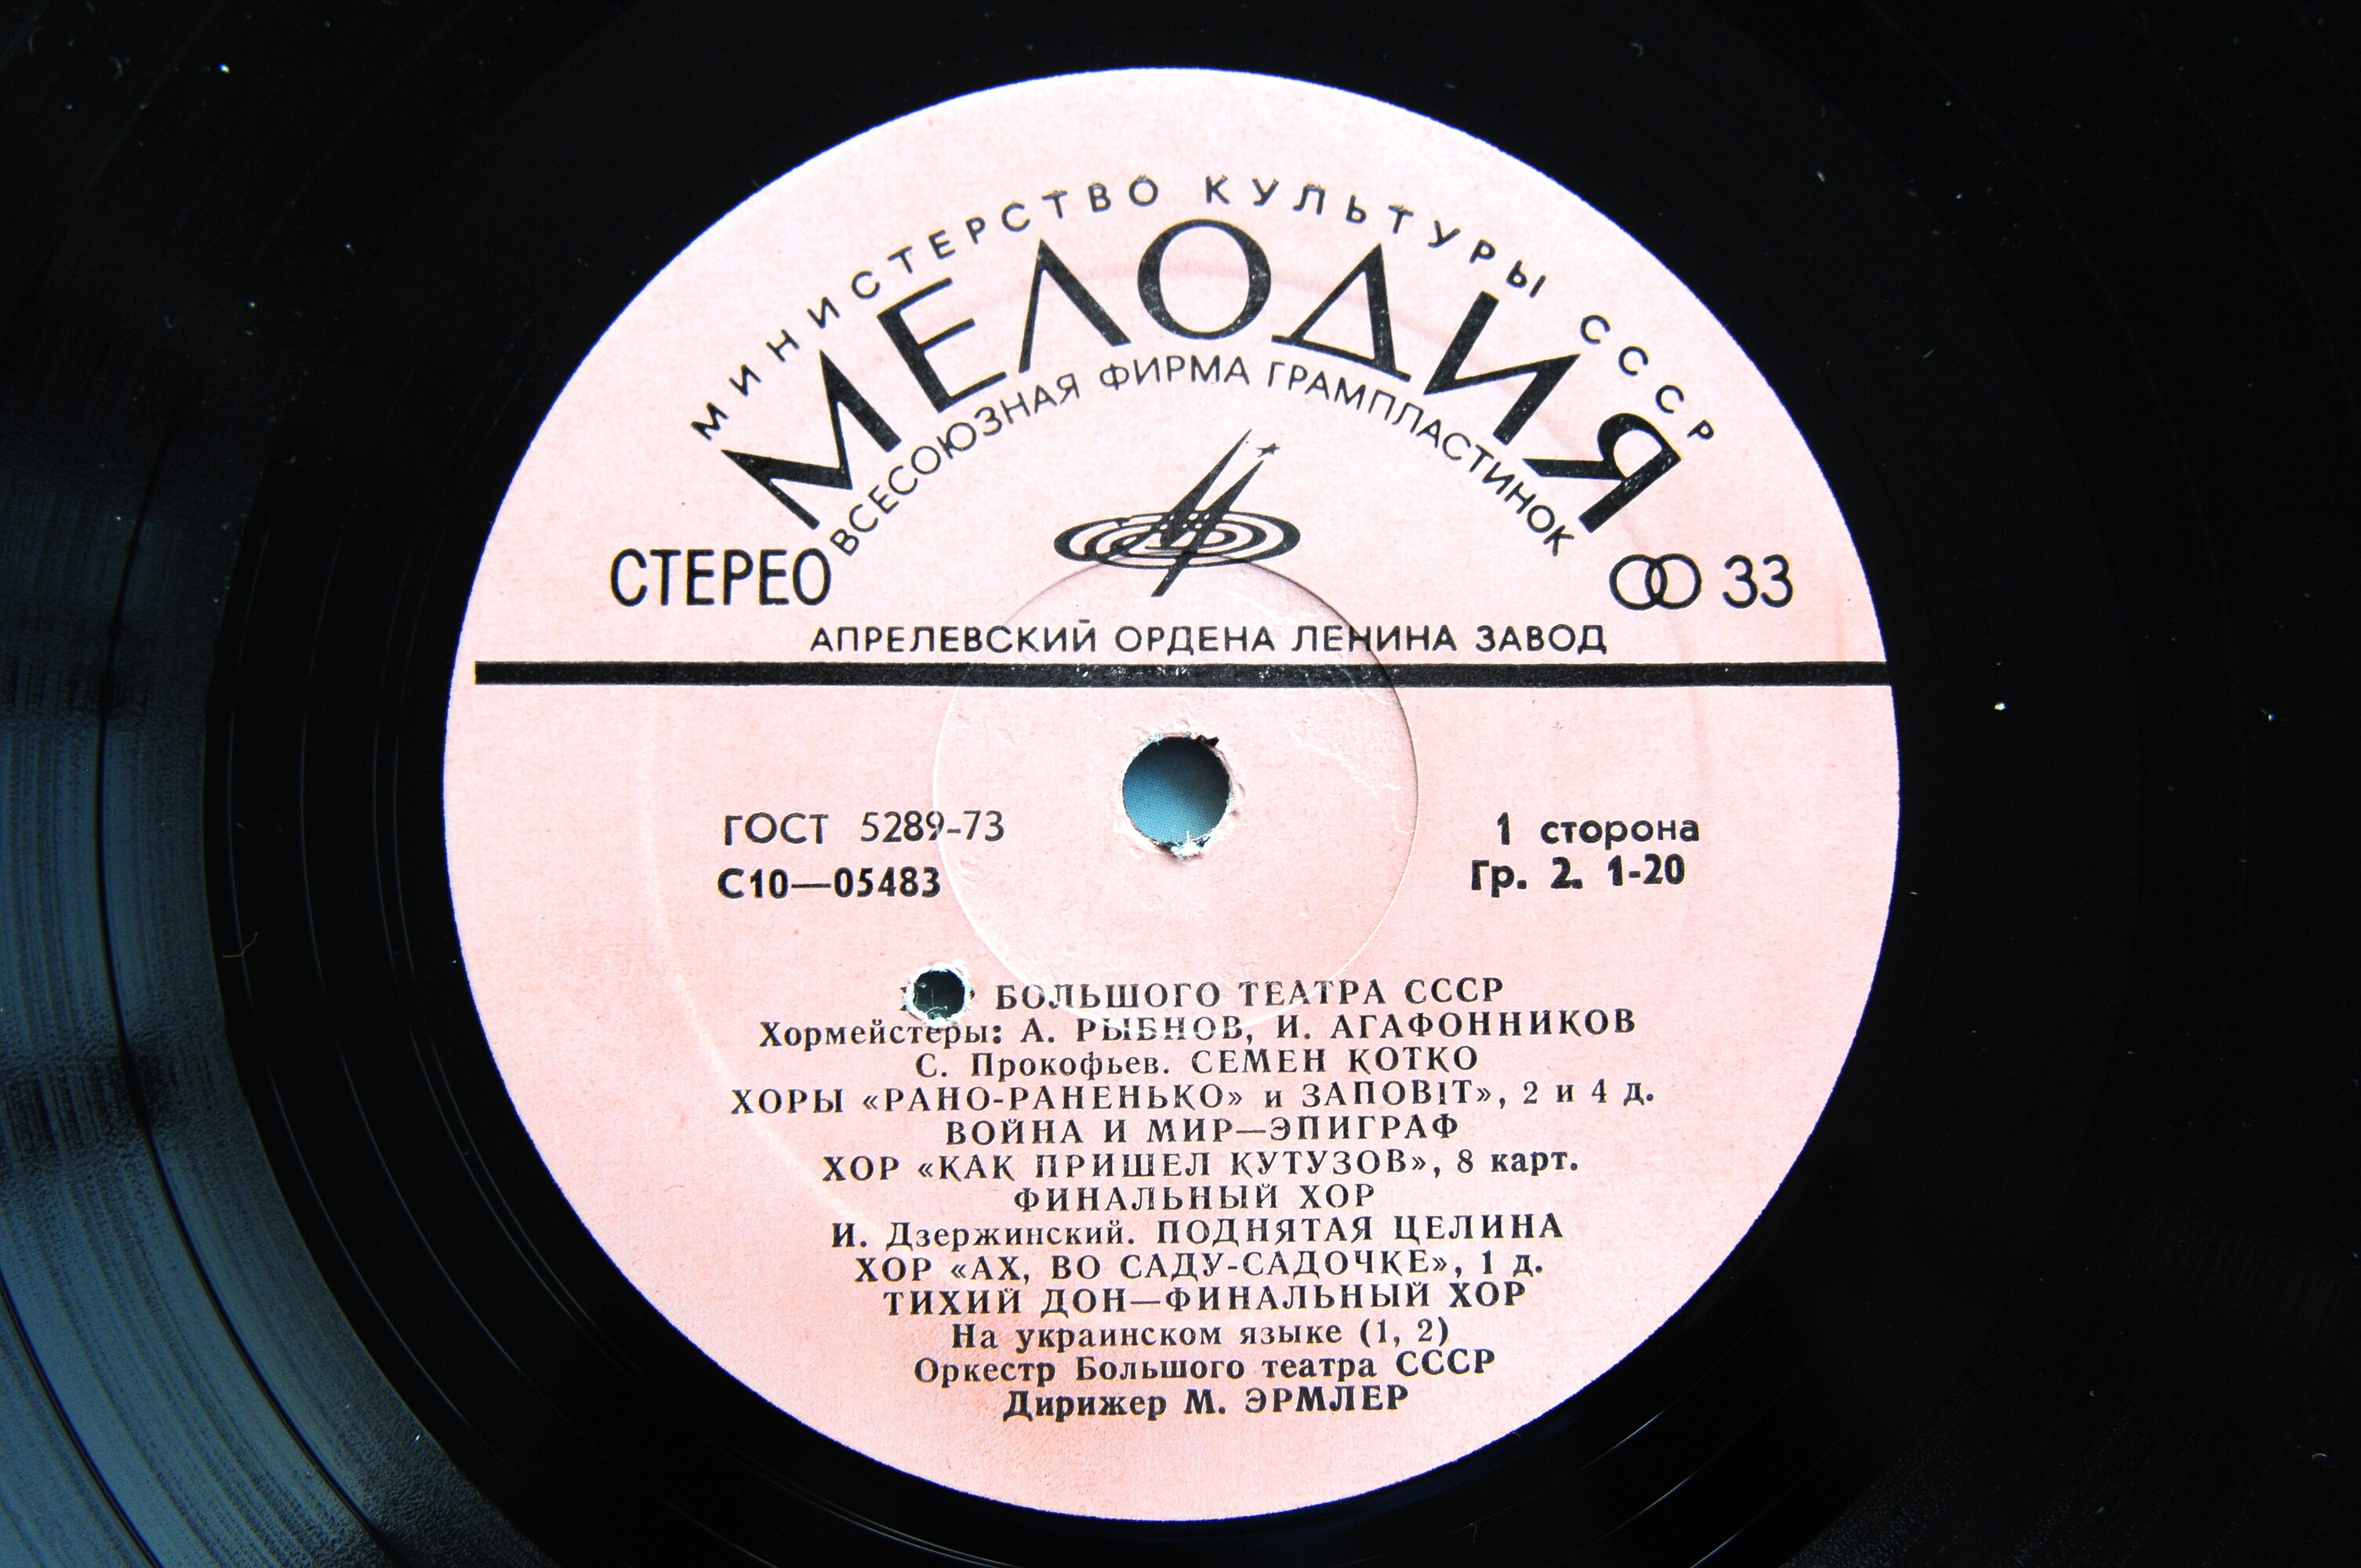 МИНИСТЕРСТВО КУЛЬТУРЫ СССР
МЕЛОДИЯ
ВСЕСОЮЗНАЯ ФИРМА ГРАМПЛАСТИНОК
СТЕРЕО
33
АПРЕЛЕВСКИЙ ОРДЕНА ЛЕНИНА ЗАВОД
ГОСТ 5289-73
1 сторона
С10—05483
Гр. 2. 1-20
БОЛЬШОГО ТЕАТРА СССР
Хормейстеры: А. РЫБНОВ, И. АГАФОННИКОВ
С. Прокофьев. СЕМЕН КОТКО
ХОРЫ «РАНО-РАНЕНЬКО» и ЗАПОВІТ», 2 и 4 д.
ВОЙНА И МИР—ЭПИГРАФ
ХОР «КАК ПРИШЕЛ КУТУЗОВ», 8 карт.
ФИНАЛЬНЫЙ ХОР
И. Дзержинский. ПОДНЯТАЯ ЦЕЛИНА
ХОР «АХ, ВО САДУ-САДОЧКЕ», 1 д.
ТИХИЙ ДОН—ФИНАЛЬНЫЙ ХОР
На украинском языке (1, 2)
Оркестр Большого театра СССР
Дирижер М. ЭРМЛЕР